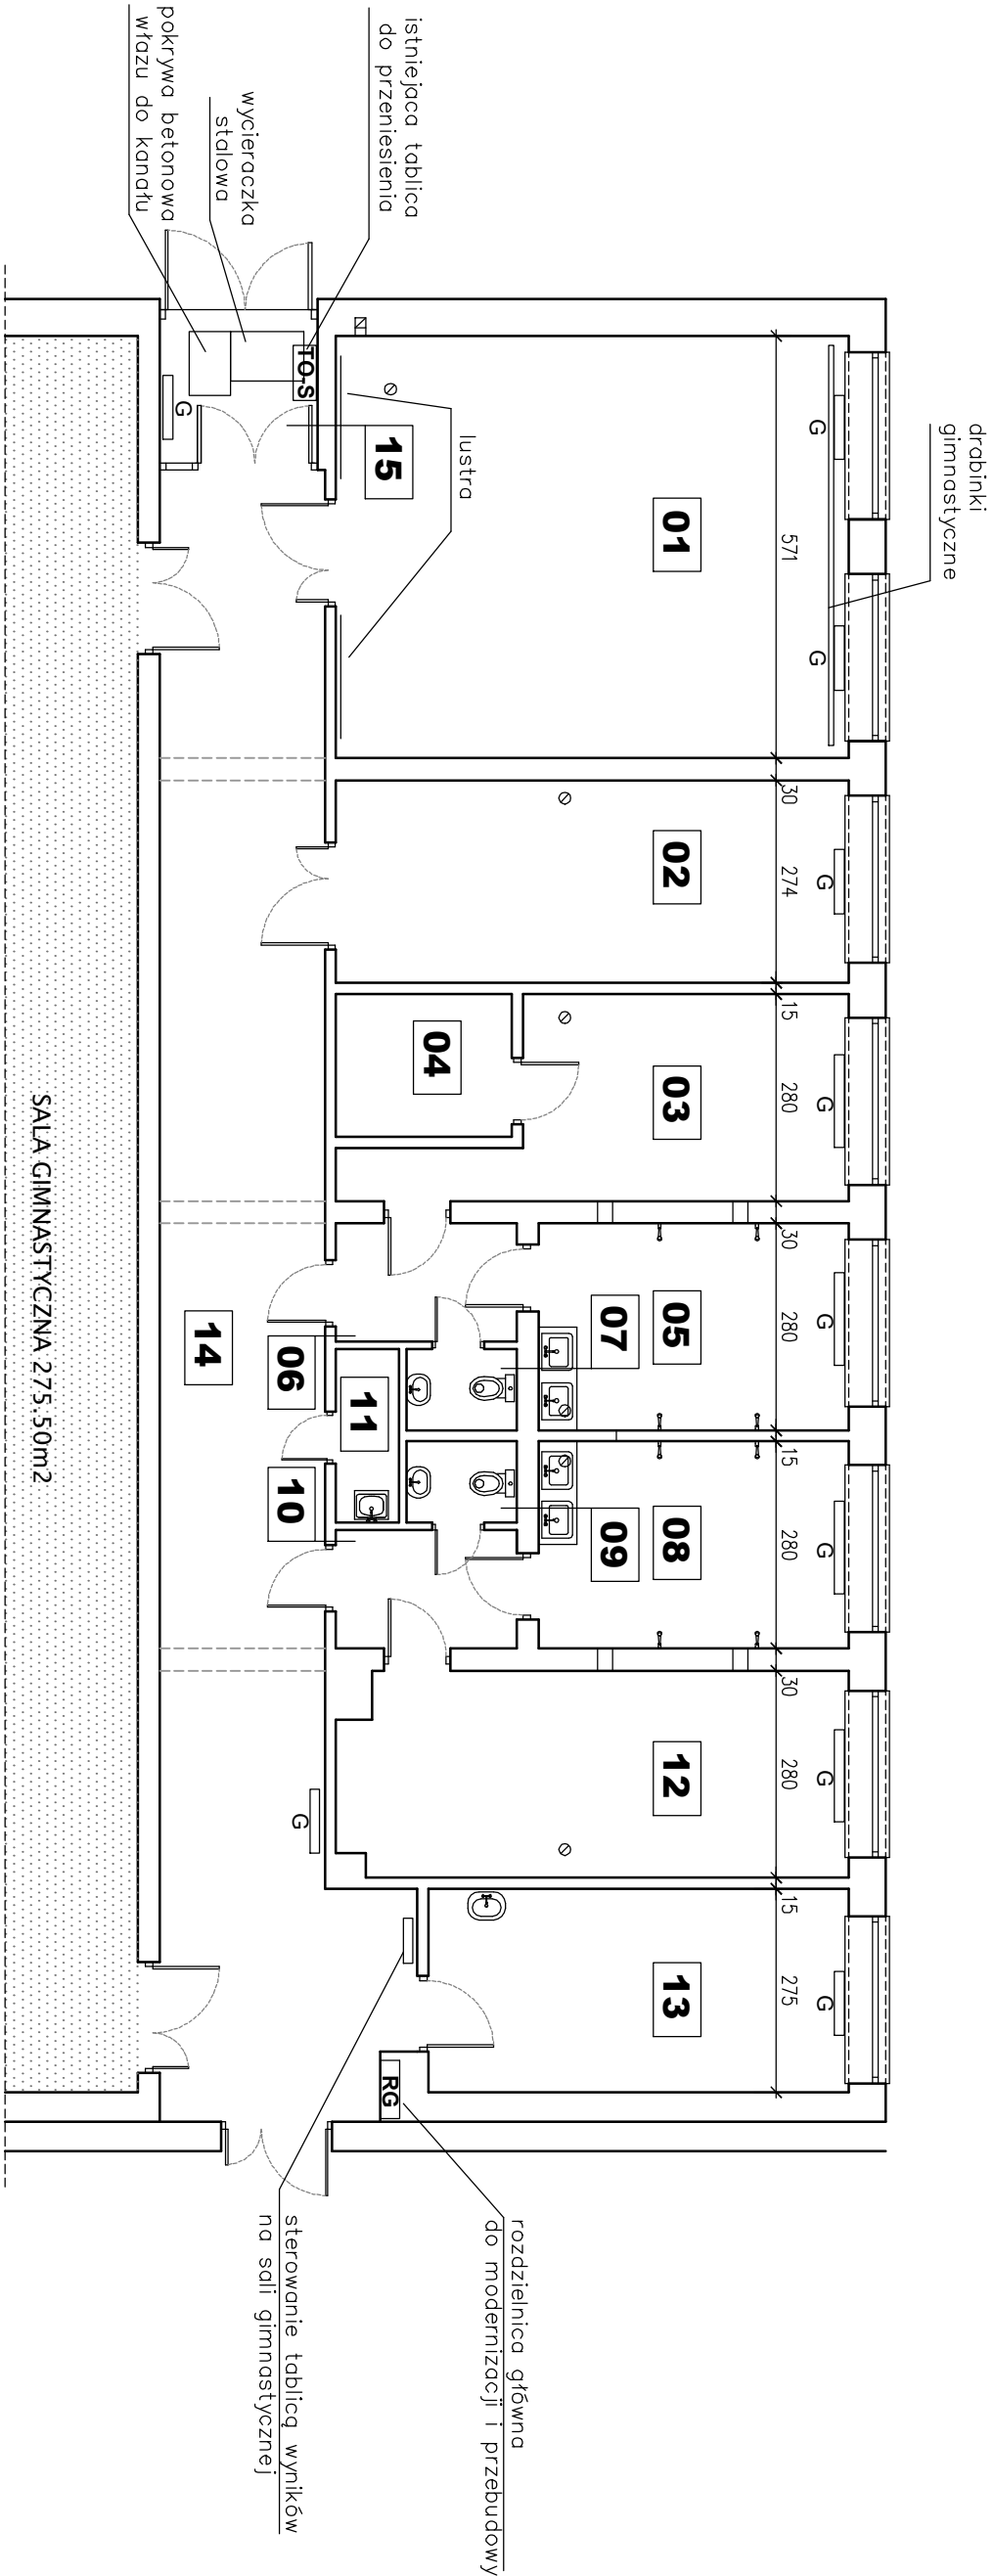 drabinki
gimnastyczne
G
G
G
G
G
G
G
G
571
30
274
15
280
30
280
15
280
30
280
15
275
01
02
03
05
08
12
13
07
09
04
lustra
15
11
RG
rozdzielnica główna
do modernizacji i przebudowy
istniejaca tablica
do przeniesienia
TO-S
06
10
G
sterowanie tablicą wyników
na sali gimnastycznej
wycieraczka
stalowa
14
G
pokrywa betonowa
włazu do kanału
SALA GIMNASTYCZNA 275.50m2